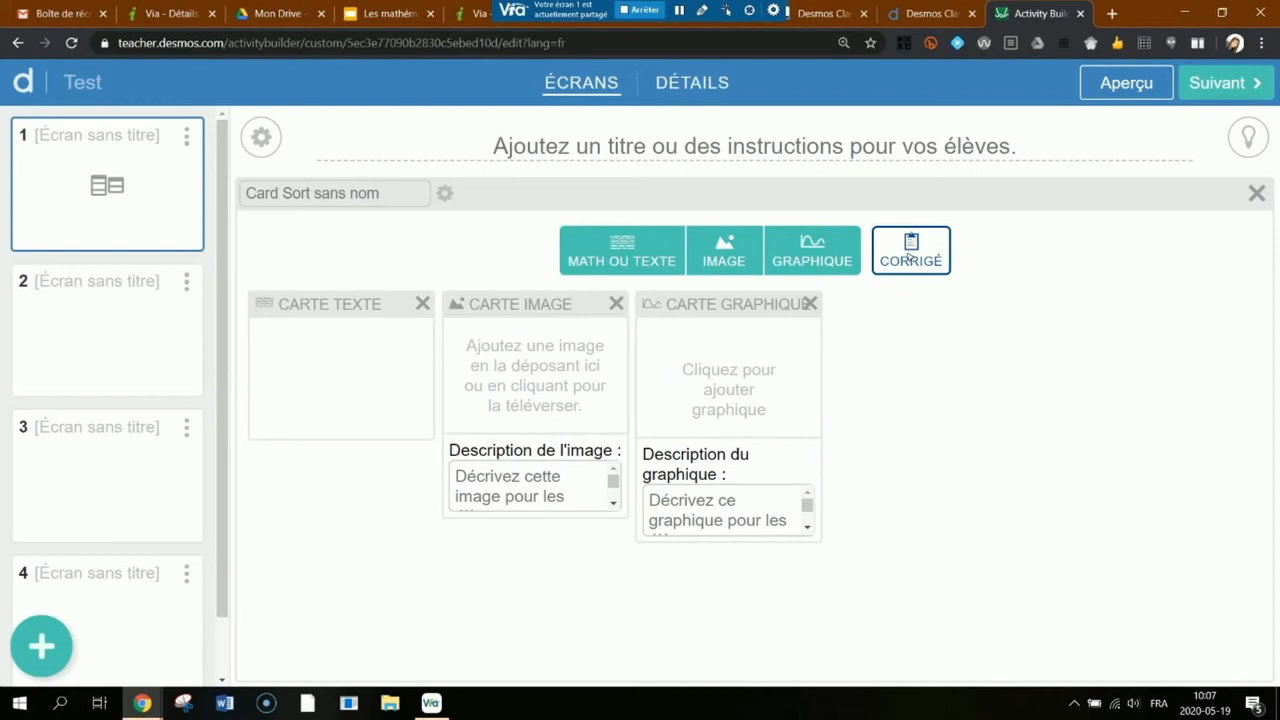 Boîte de réc
Via - Détails
Mon Drive -
Les mathém
Via -
Via
Votre écran 1 est
actuellement partagé
Arrêter
Desmos Clas
Desmos Clas
Activity Buil
teacher.desmos.com/activitybuilder/custom/5ec3e77090b2830c5ebed10d/edit?lang=fr
d
Test
ÉCRANS
DÉTAILS
Aperçu
Suivant
1 [Écran sans titre]
2 [Écran sans titre]
3 [Écran sans titre]
4 [Écran sans titre]
Ajoutez un titre ou des instructions pour vos élèves.
Card Sort sans nom
MATH OU TEXTE
IMAGE
GRAPHIQUE
CORRIGÉ
CARTE TEXTE
CARTE IMAGE
Ajoutez une image
en la déposant ici
ou en cliquant pour
la téléverser.
Description de l'image :
Décrivez cette
image pour les
CARTE GRAPHIQUE
Cliquez pour
ajouter
graphique
Description du
graphique :
Décrivez ce
graphique pour les
Via
FRA
10:07
2020-05-19
5